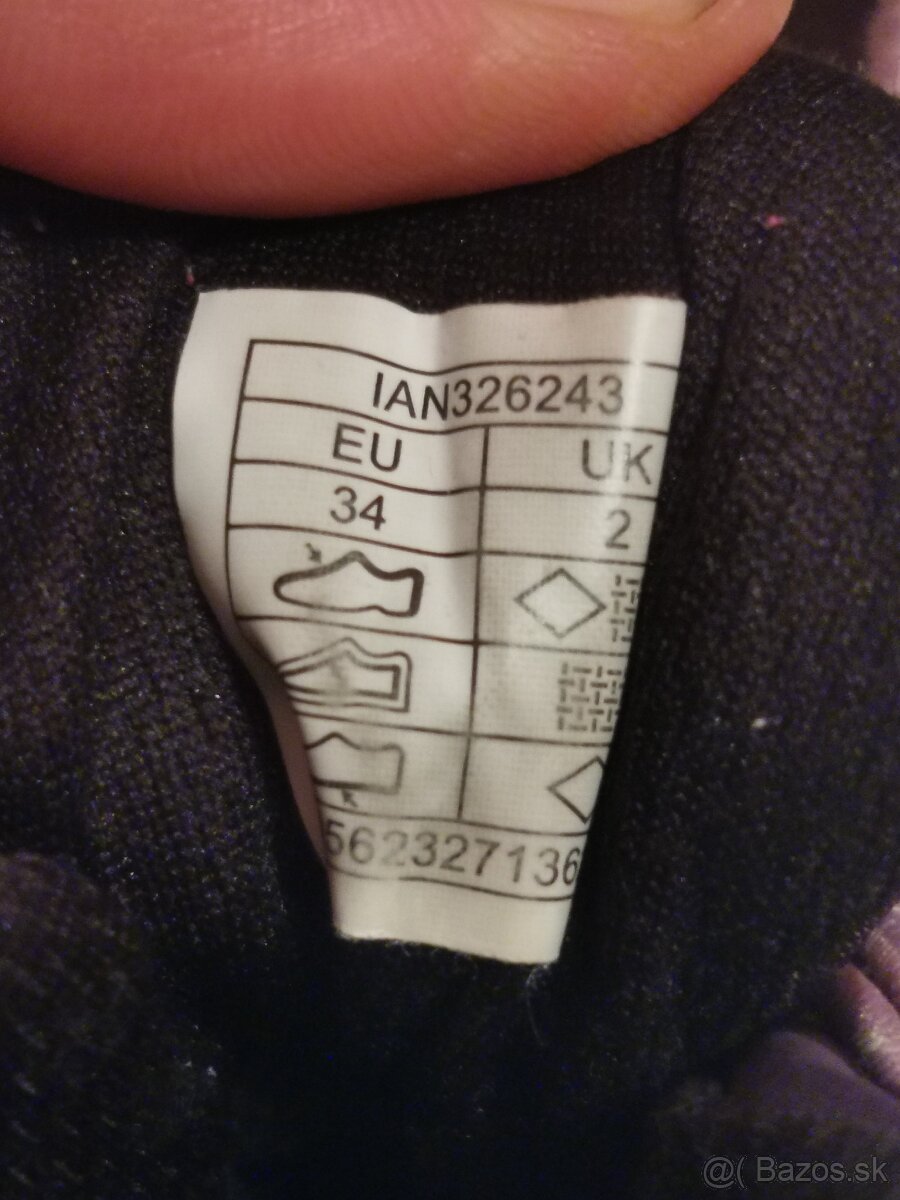 IAN326243
EU UK
34 2
562327136
@( Bazos.sk